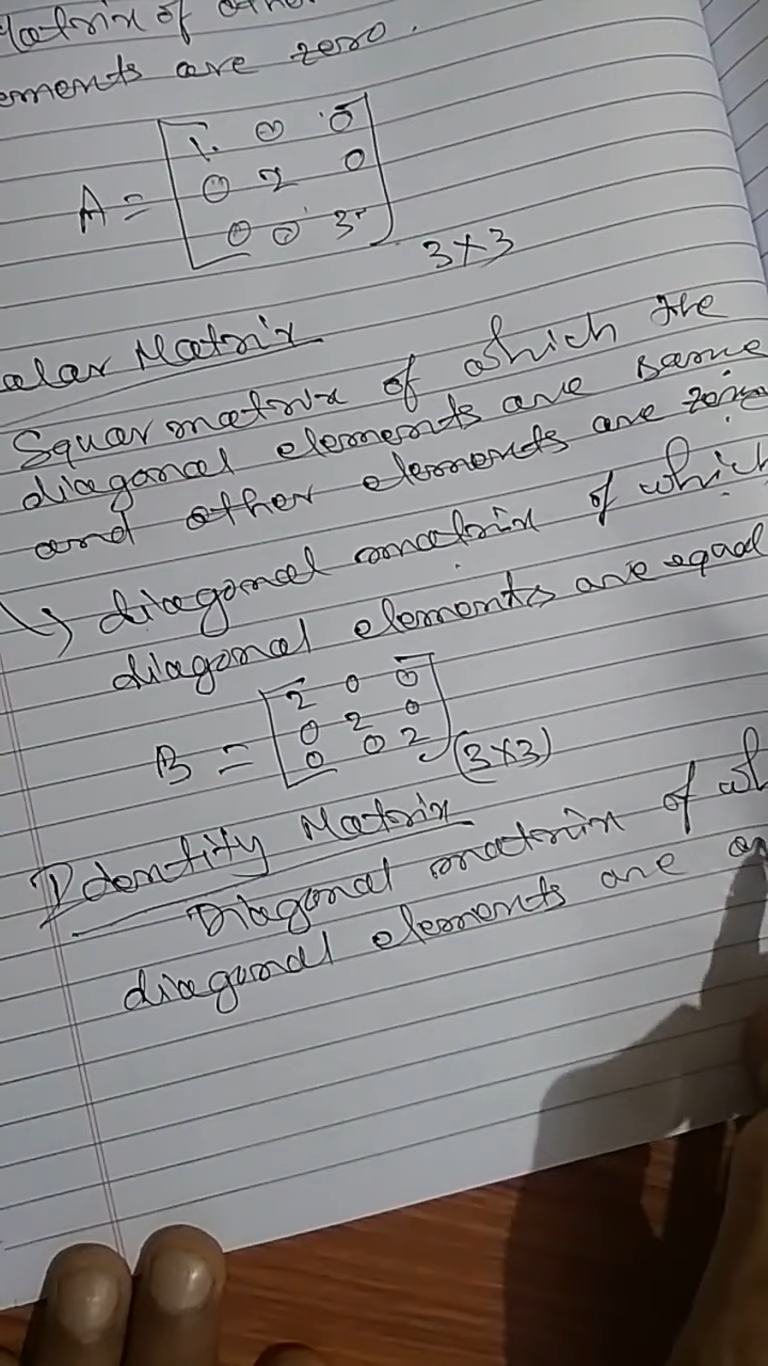 Matrix of othe
ements are zero.
A = [ 1 0 0
0 2 0
0 0 3 ] 3×3
alar Matrix
Squar matrix of which the
diagonal elements are same
and other elements are
↳ diagonal matrix of which
diagonal elements are equal
B = [ 2 0 0
0 2 0
0 0 2 ] (3×3)
Identity Matrix
Diagonal matrix of wh
diagonal elements are